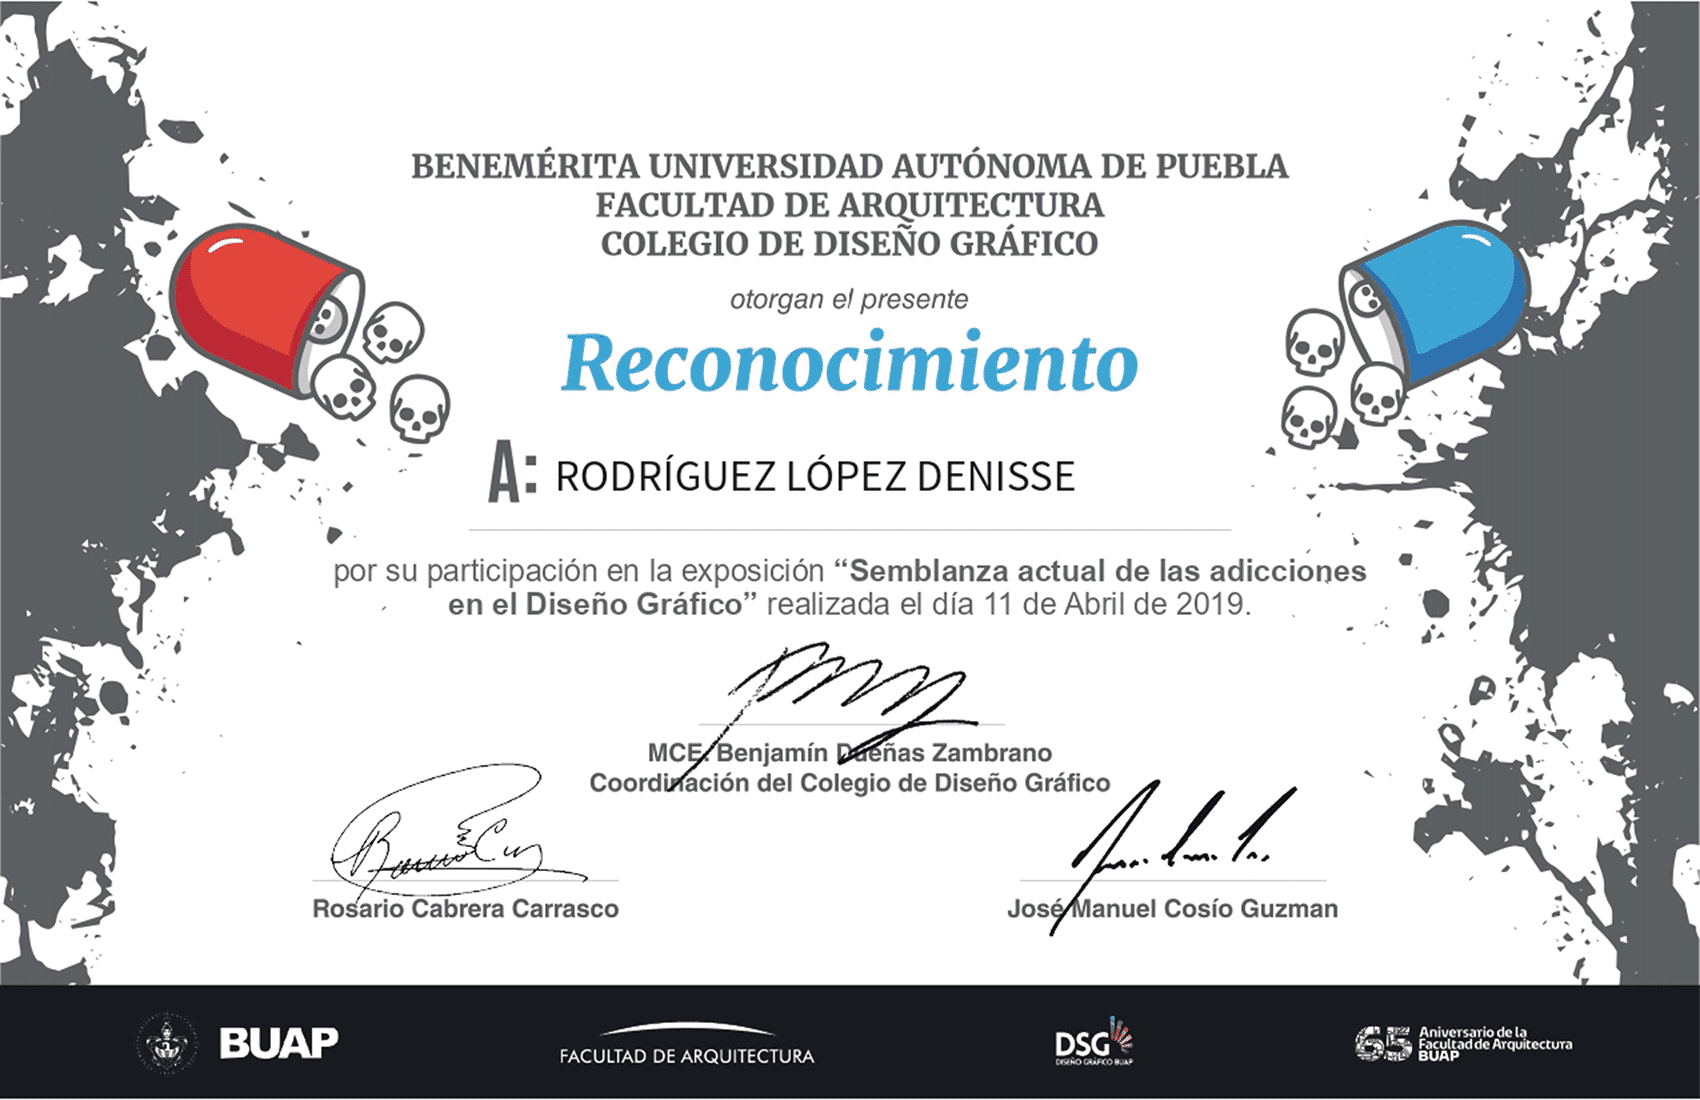 BENEMÉRITA UNIVERSIDAD AUTÓNOMA DE PUEBLA
FACULTAD DE ARQUITECTURA
COLEGIO DE DISEÑO GRÁFICO
otorgan el presente
Reconocimiento
A: RODRÍGUEZ LÓPEZ DENISSE
por su participación en la exposición “Semblanza actual de las adicciones
en el Diseño Gráfico” realizada el día 11 de Abril de 2019.
MCE. Benjamín Dueñas Zambrano
Coordinación del Colegio de Diseño Gráfico
Rosario Cabrera Carrasco
José Manuel Cosío Guzman
BUAP
FACULTAD DE ARQUITECTURA
DSG
DISEÑO GRÁFICO BUAP
65 Aniversario de la
Facultad de Arquitectura
BUAP